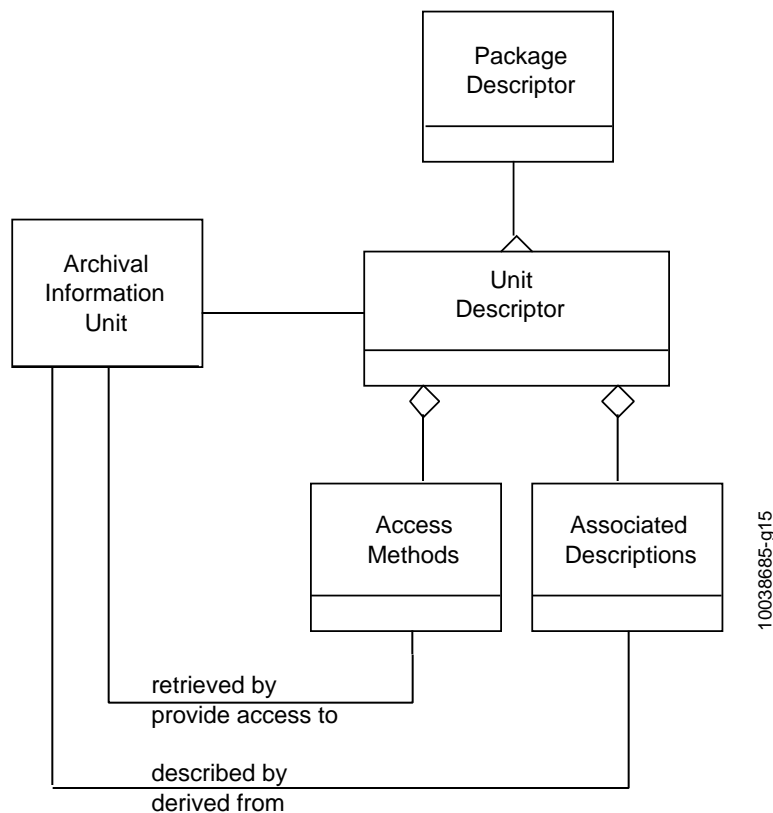 Package
Descriptor
Archival
Information
Unit
Unit
Descriptor
Access
Methods
Associated
Descriptions
10038685-g15
retrieved by
provide access to
described by
derived from